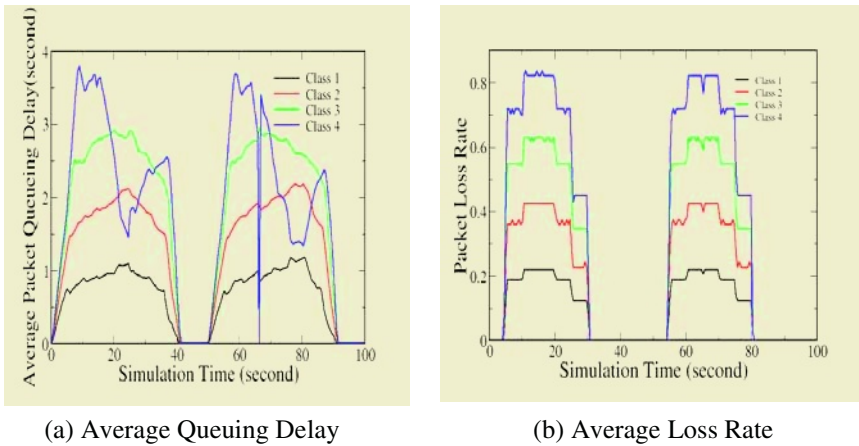 Average Packet Queueing Delay(second)
4
3
2
1
0
Class 1
Class 2
Class 3
Class 4
0 20 40 60 80 100
Simulation Time (second)
(a) Average Queuing Delay
Packet Loss Rate
0.8
0.6
0.4
0.2
0
Class 1
Class 2
Class 3
Class 4
0 20 40 60 80 100
Simulation Time (second)
(b) Average Loss Rate